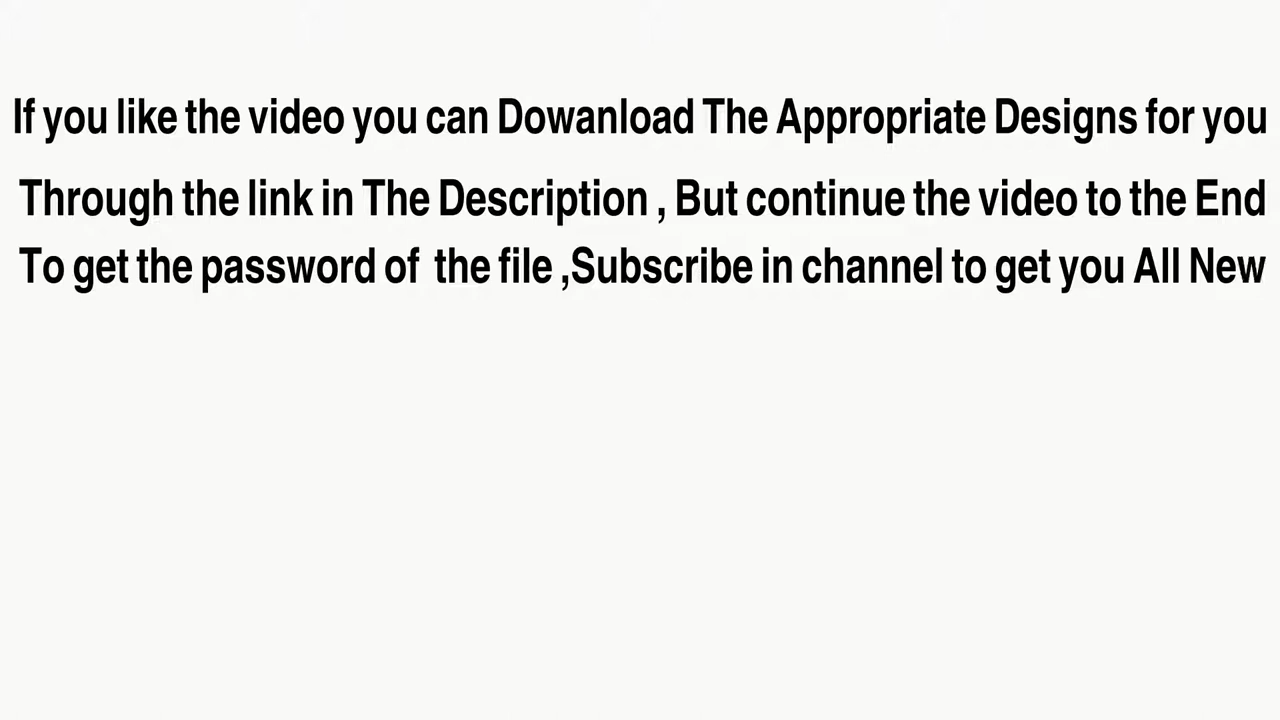 If you like the video you can Dowanload The Appropriate Designs for you
Through the link in The Description , But continue the video to the End
To get the password of the file ,Subscribe in channel to get you All New